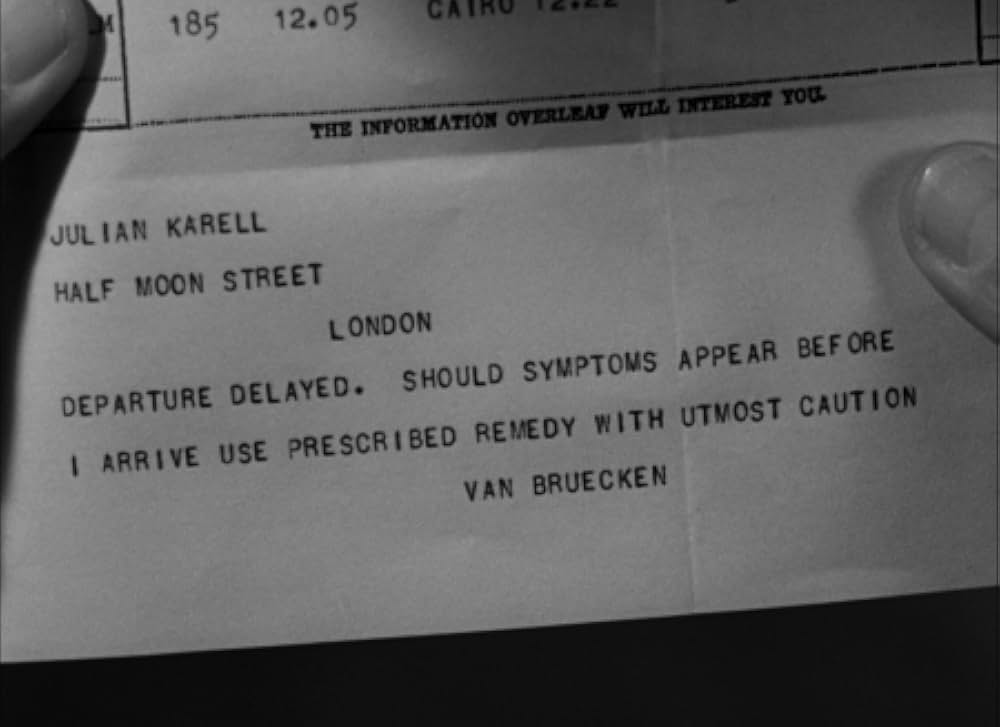 185 12.05 CAIRO 12.22
THE INFORMATION OVERLEAF WILL INTEREST YOU.
JULIAN KARELL
HALF MOON STREET
LONDON
DEPARTURE DELAYED. SHOULD SYMPTOMS APPEAR BEFORE
I ARRIVE USE PRESCRIBED REMEDY WITH UTMOST CAUTION
VAN BRUECKEN